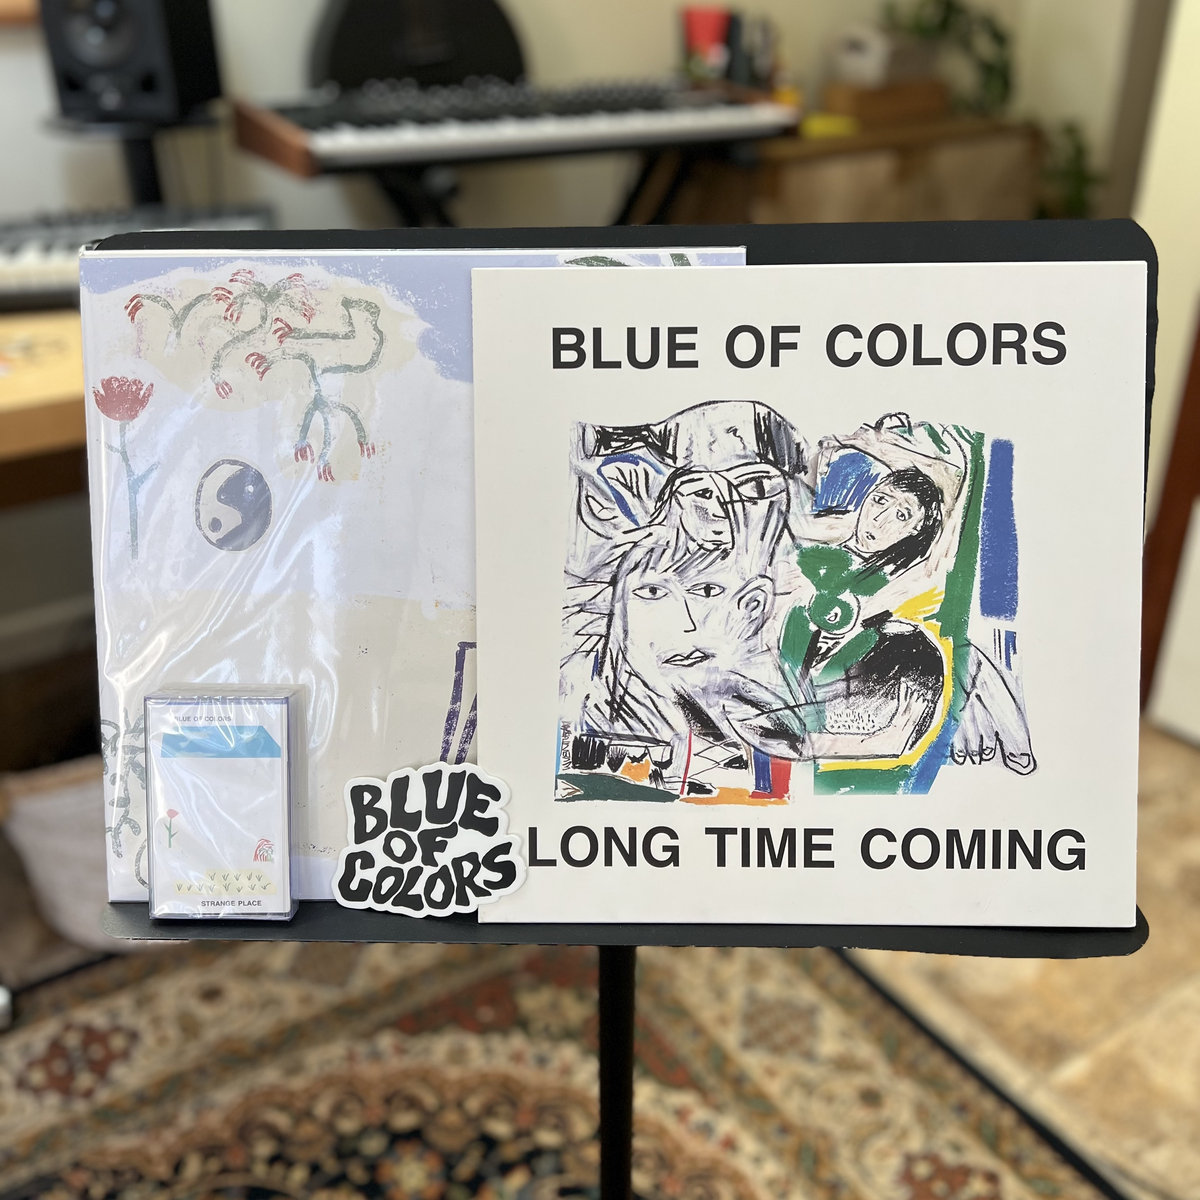 BLUE OF COLORS
LONG TIME COMING
BLUE
OF
COLORS
BLUE OF COLORS
STRANGE PLACE